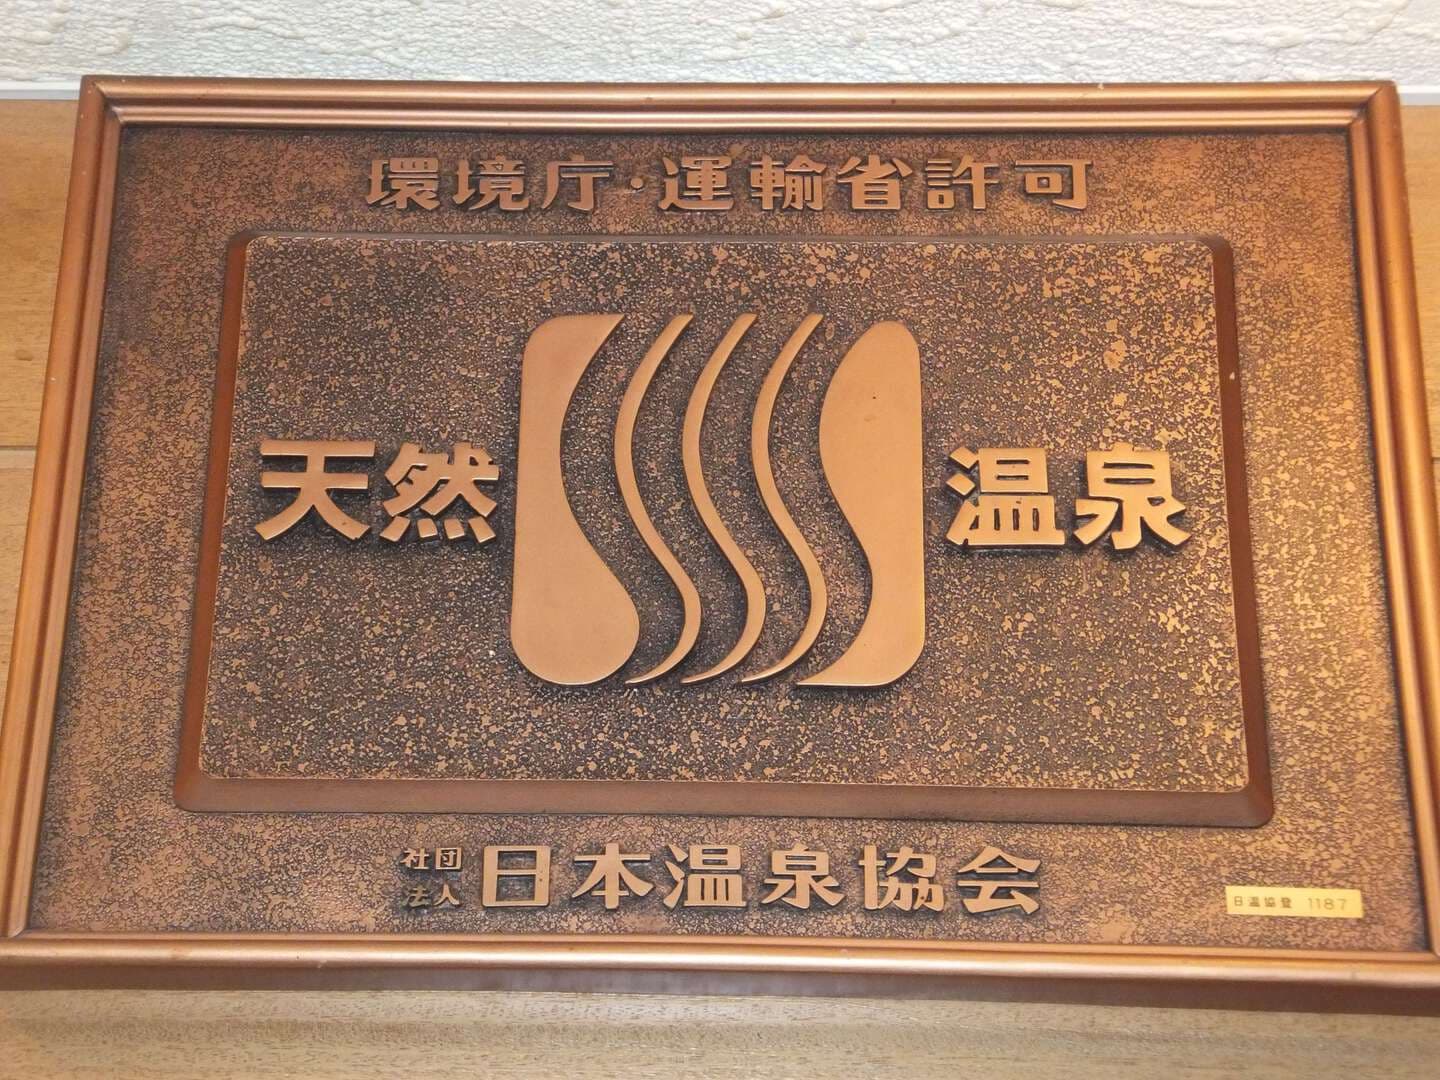 環境庁・運輸省許可
天然 温泉
社団法人 日本温泉協会
日温協登 1187